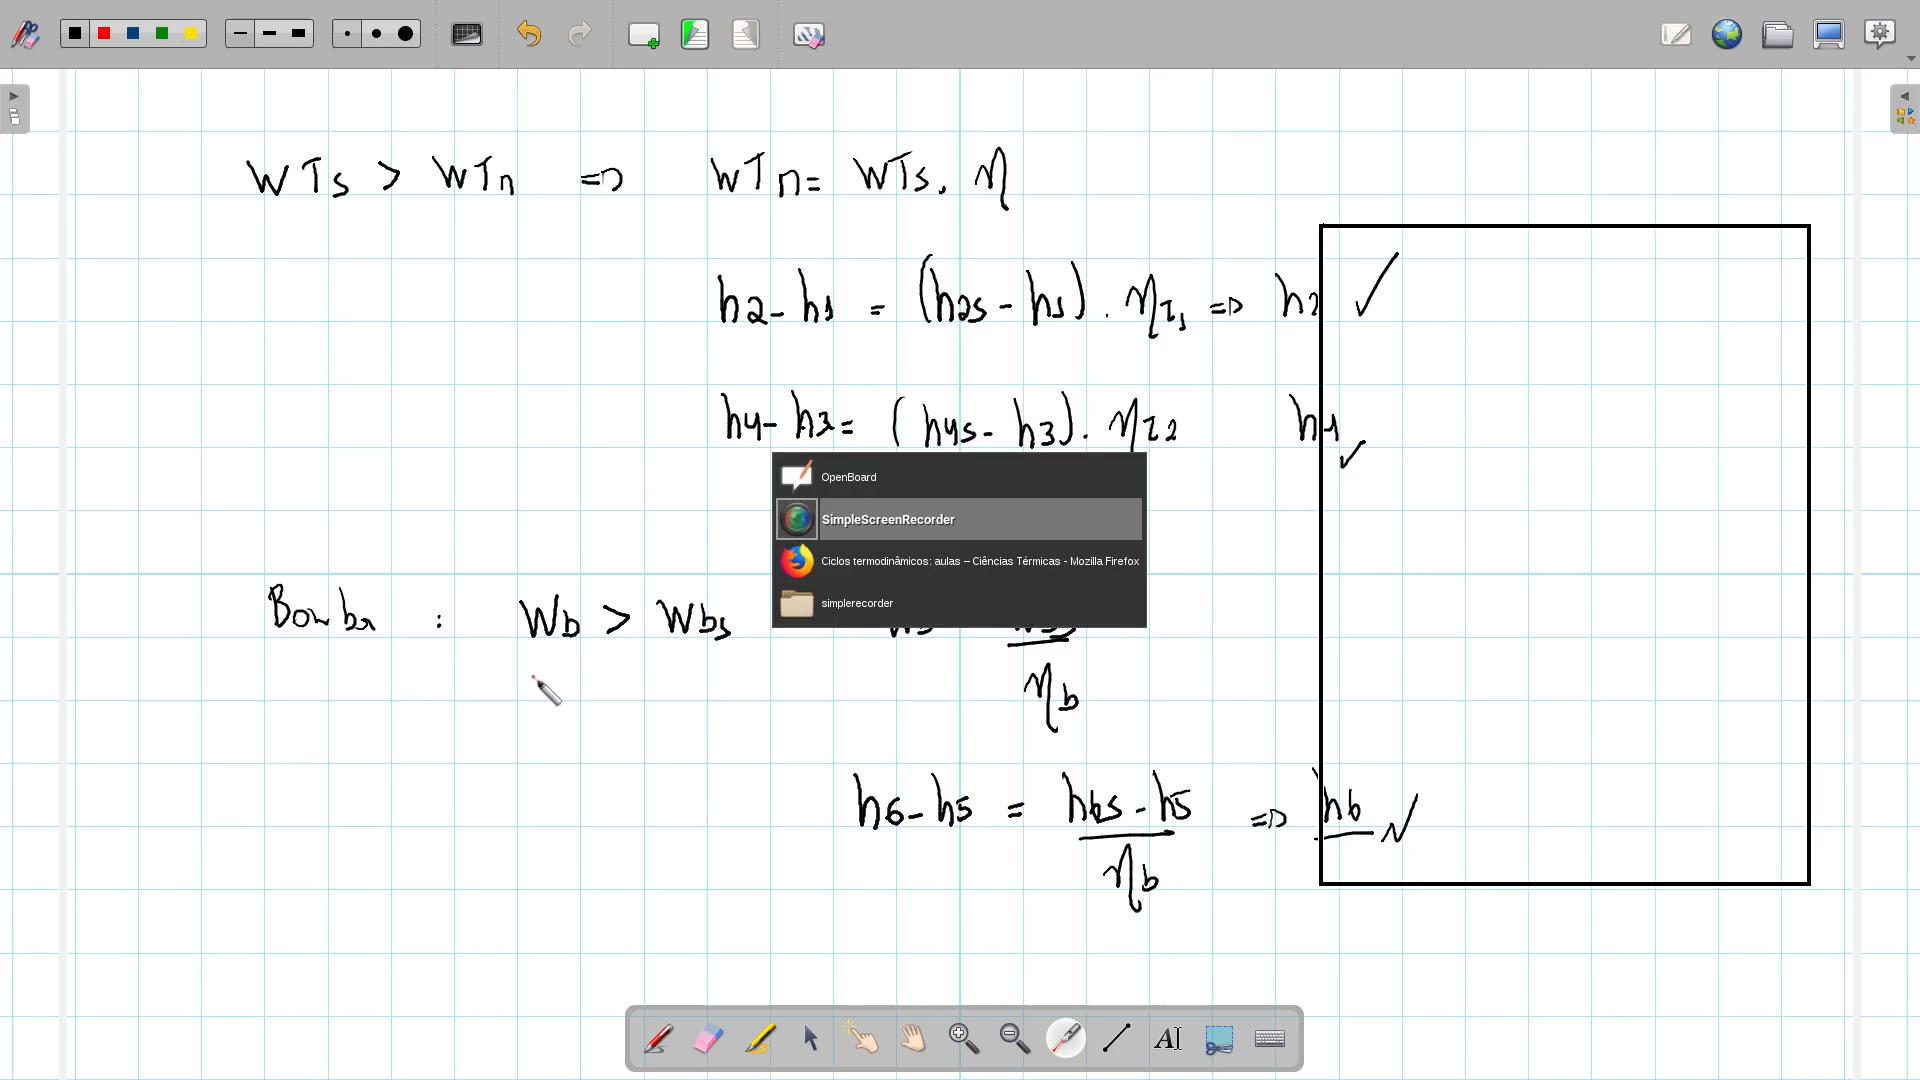 WTs > WTn => WTn = WTs. η
h2 - h1 = (h2s - h1) . ηT1 => h2 ✓
h4 - h3 = (h4s - h3) . ηT2 h4 ✓
OpenBoard
SimpleScreenRecorder
Ciclos termodinâmicos: aulas – Ciências Térmicas - Mozilla Firefox
simplerecorder
Bomba : Wb > Wbs
ηb
h6 - h5 = h6s - h5 => h6 ✓
ηb
AI